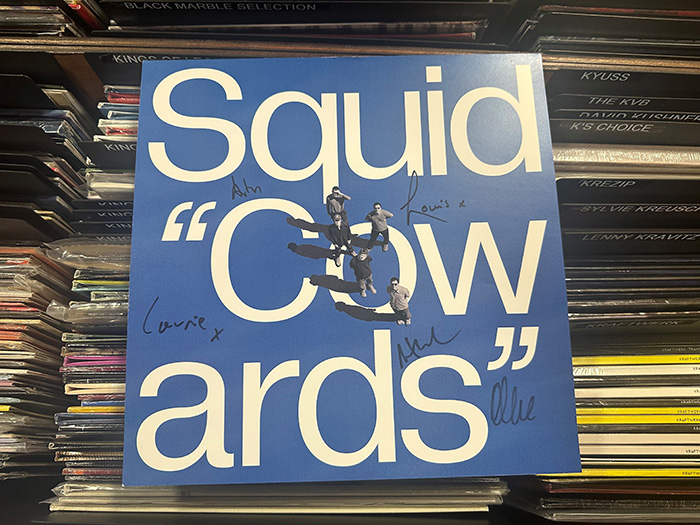 BLACK MARBLE SELECTION
Squid
“Cow
ards”
Louis x
Laurie x
KYUSS
THE KVB
DAVID KUSHNER
K'S CHOICE
KREZIP
SYLVIE KREUSCH
LENNY KRAVITZ